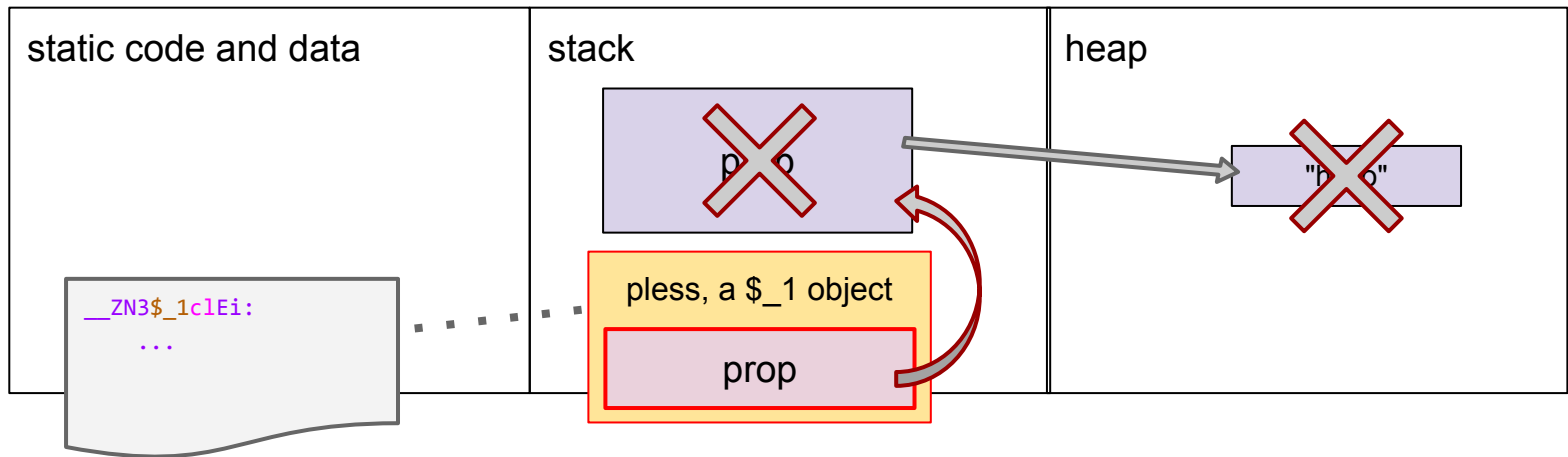 static code and data
stack
heap
pless, a $_1 object
prop
__ZN3$_1clEi:
...